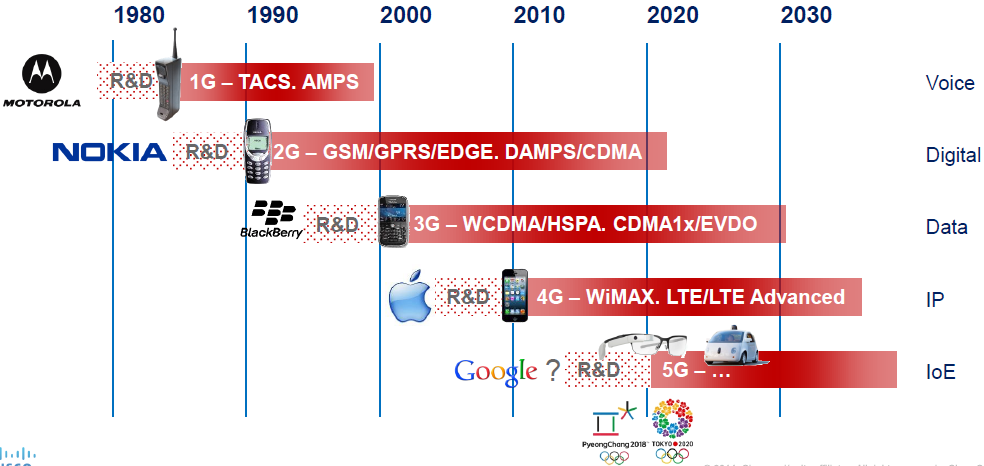 1980 1990 2000 2010 2020 2030
MOTOROLA R&D 1G – TACS. AMPS Voice
NOKIA R&D 2G – GSM/GPRS/EDGE. DAMPS/CDMA Digital
BlackBerry R&D 3G – WCDMA/HSPA. CDMA1x/EVDO Data
R&D 4G – WiMAX. LTE/LTE Advanced IP
Google ? R&D 5G – ... IoE
PyeongChang 2018 TOKYO 2020